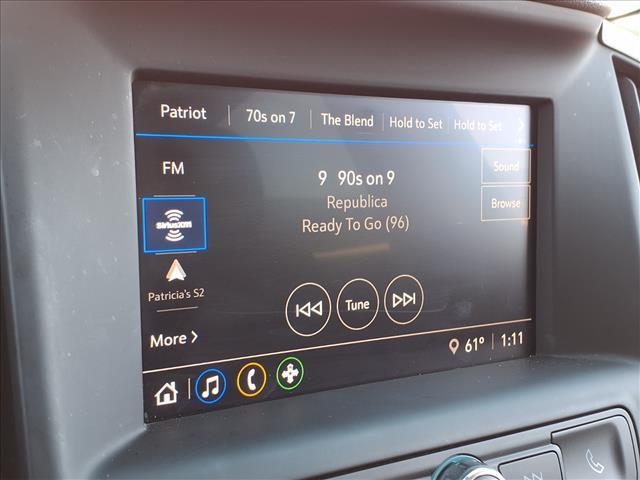 Patriot 70s on 7 The Blend Hold to Set Hold to Set
FM
9 90s on 9
Sound
Republica
Browse
SiriusXM
Ready To Go (96)
Patricia's S2
Tune
More
61° 1:11